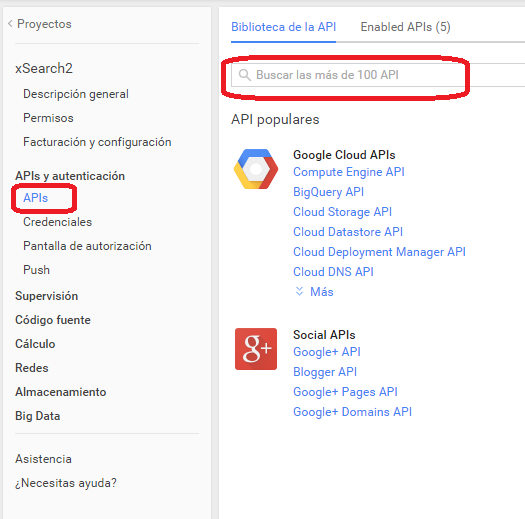 Proyectos
xSearch2
Descripción general
Permisos
Facturación y configuración
APIs y autenticación
APIs
Credenciales
Pantalla de autorización
Push
Supervisión
Código fuente
Cálculo
Redes
Almacenamiento
Big Data
Asistencia
¿Necesitas ayuda?
Biblioteca de la API
Enabled APIs (5)
Buscar las más de 100 API
API populares
Google Cloud APIs
Compute Engine API
BigQuery API
Cloud Storage API
Cloud Datastore API
Cloud Deployment Manager API
Cloud DNS API
Más
g+
Social APIs
Google+ API
Blogger API
Google+ Pages API
Google+ Domains API